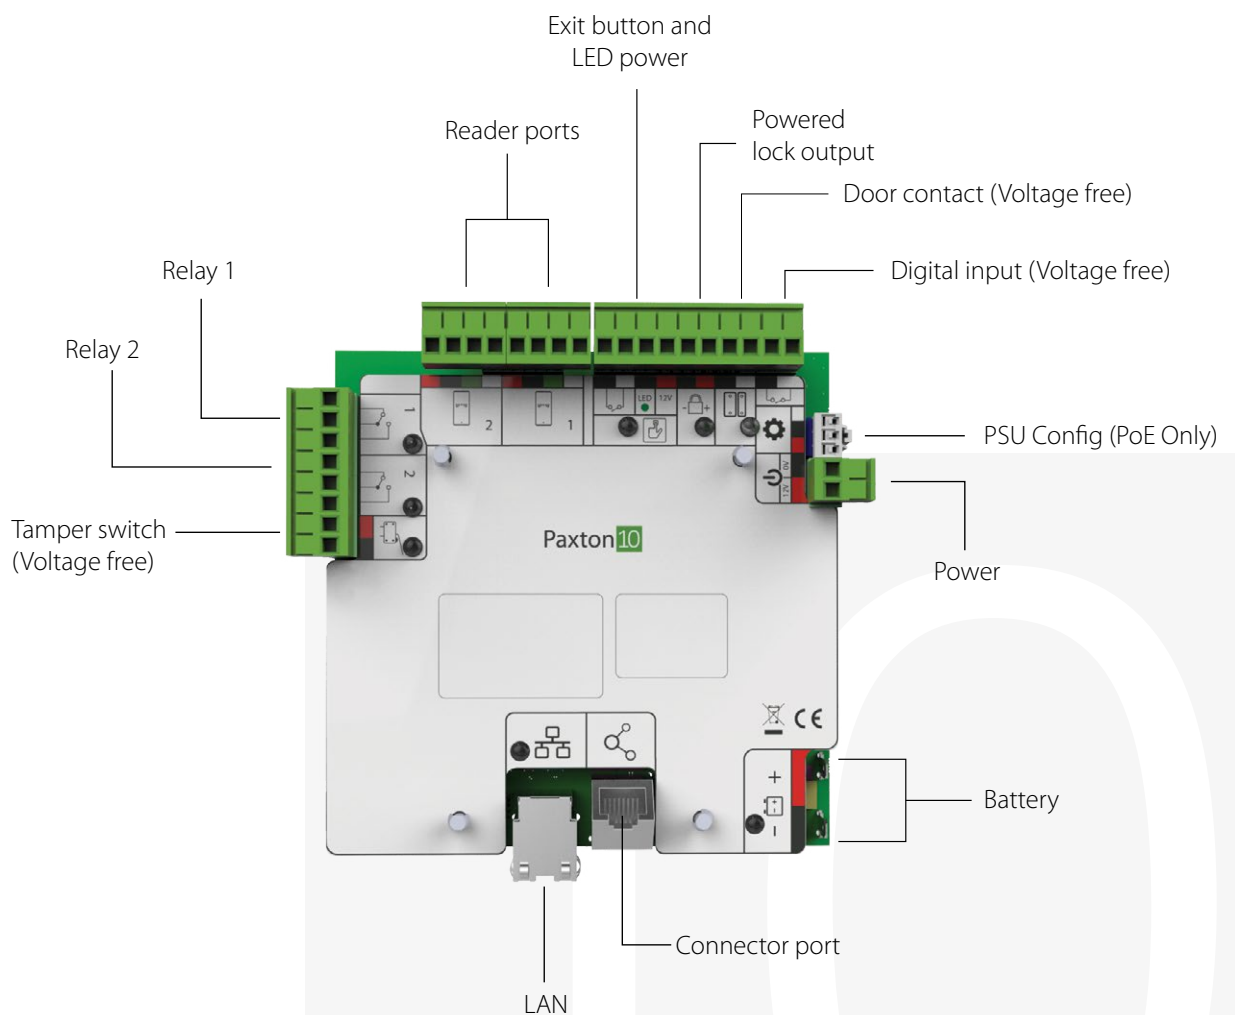 Exit button and
LED power
Reader ports
Powered
lock output
Door contact (Voltage free)
Digital input (Voltage free)
Relay 1
Relay 2
Tamper switch
(Voltage free)
PSU Config (PoE Only)
Power
Battery
Connector port
LAN
1
2
2
1
LED
12V
- +
0V
12V
Paxton10
CE
+
-